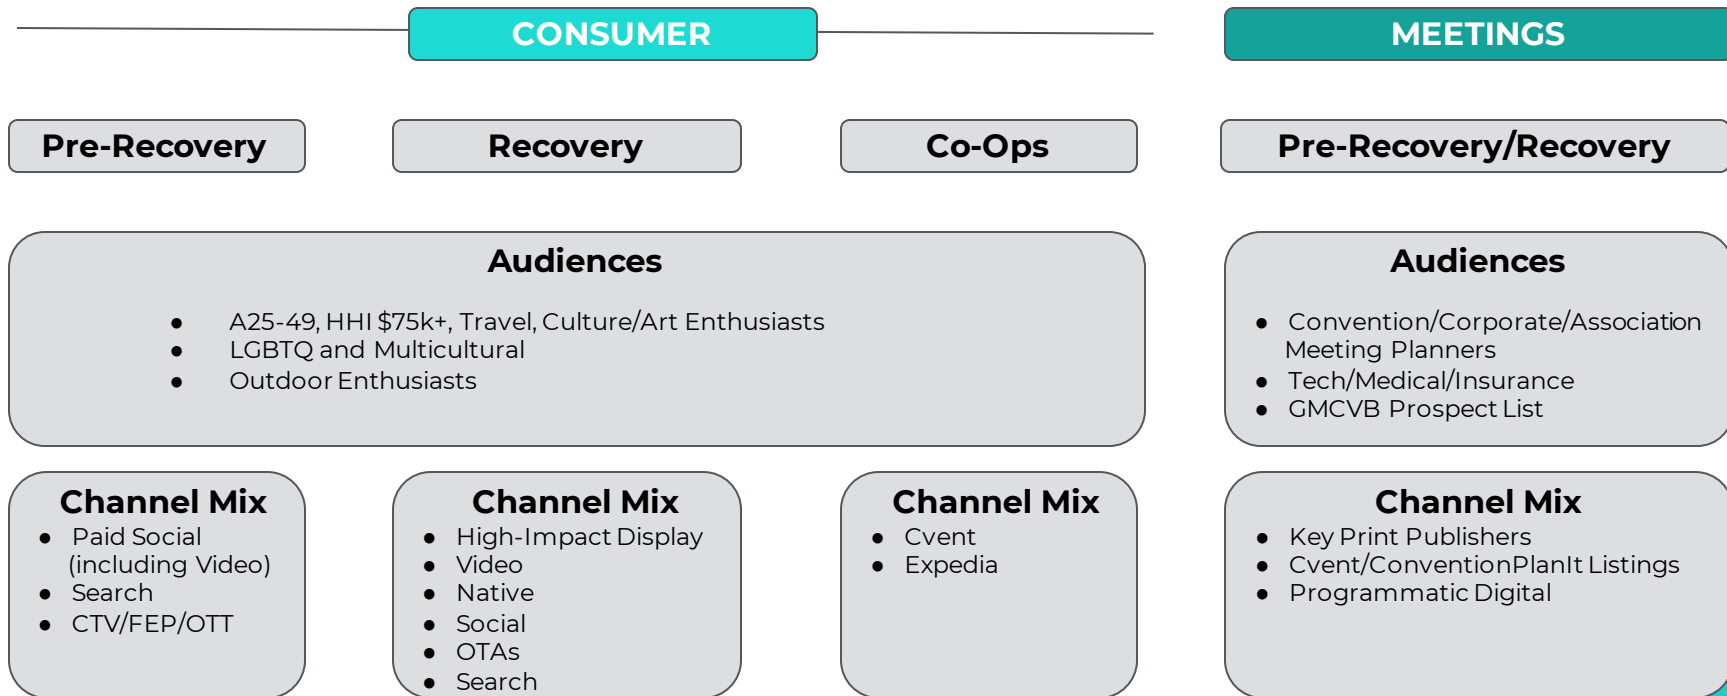 CONSUMER
MEETINGS
Pre-Recovery
Recovery
Co-Ops
Pre-Recovery/Recovery
Audiences
● A25-49, HHI $75k+, Travel, Culture/Art Enthusiasts
● LGBTQ and Multicultural
● Outdoor Enthusiasts
Audiences
● Convention/Corporate/Association
Meeting Planners
● Tech/Medical/Insurance
● GMCVB Prospect List
Channel Mix
● Paid Social
(including Video)
● Search
● CTV/FEP/OTT
Channel Mix
● High-Impact Display
● Video
● Native
● Social
● OTAs
● Search
Channel Mix
● Cvent
● Expedia
Channel Mix
● Key Print Publishers
● Cvent/ConventionPlanIt Listings
● Programmatic Digital